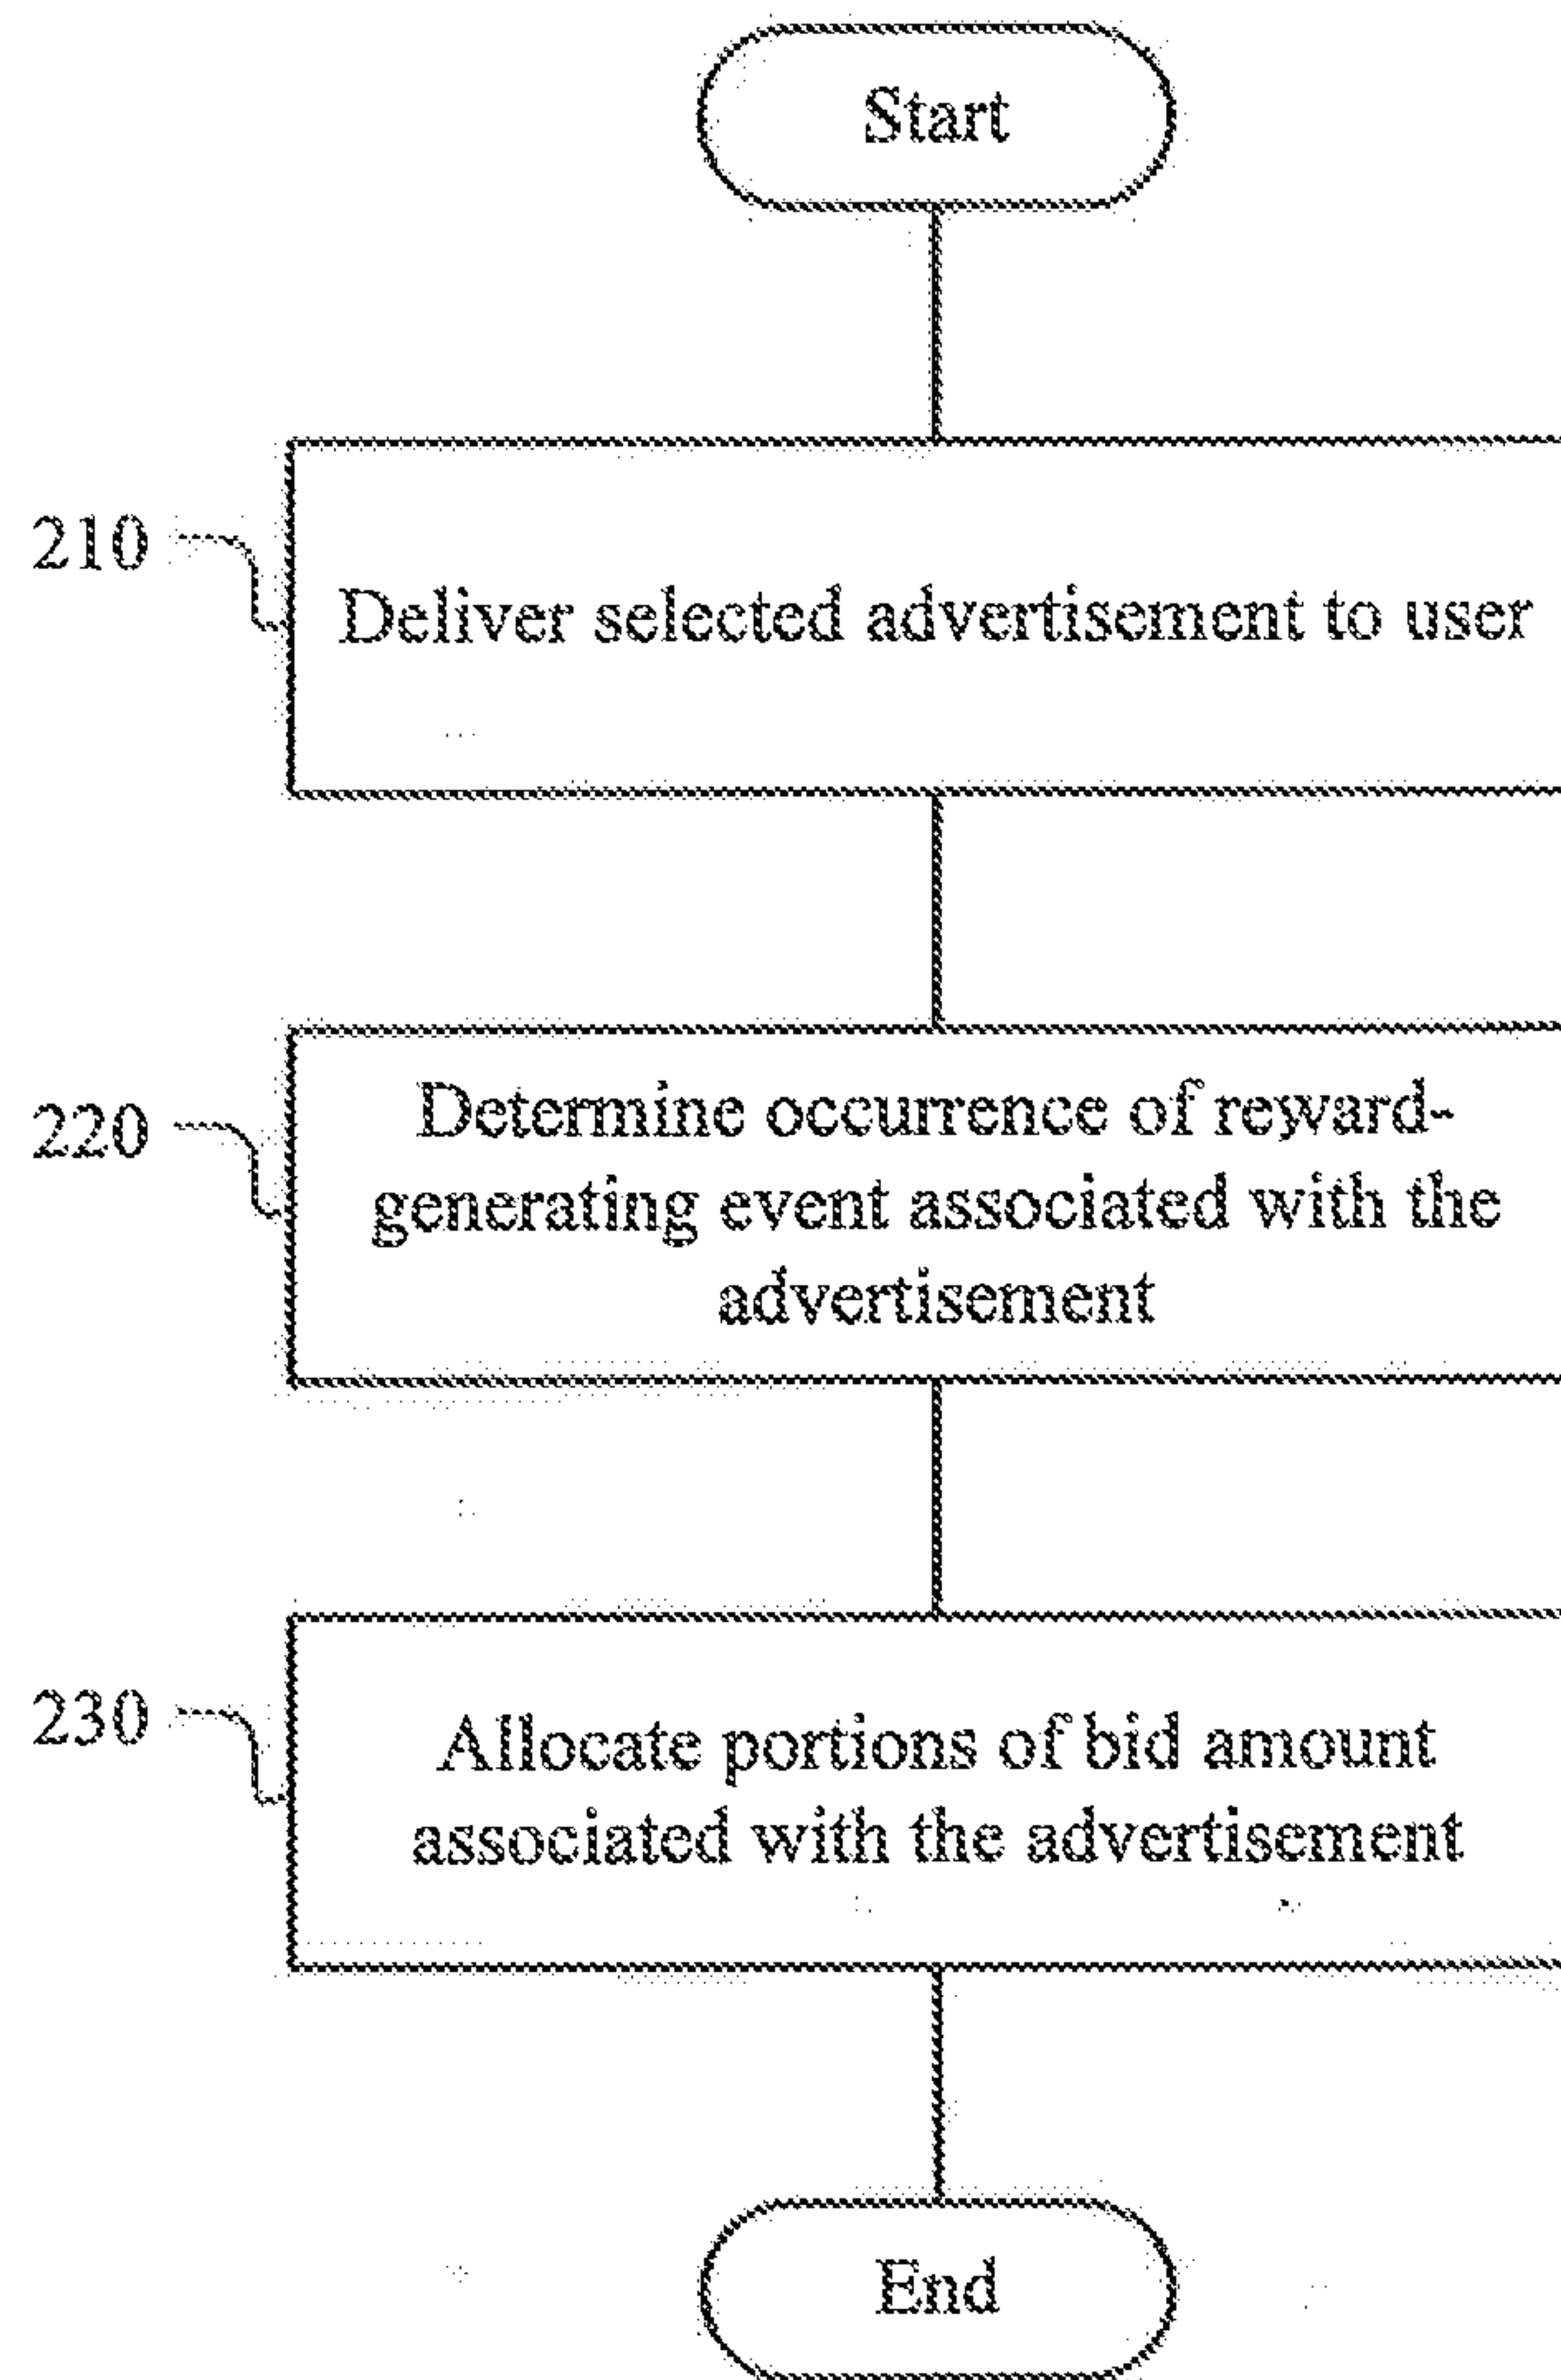 Start
210
Deliver selected advertisement to user
220
Determine occurrence of reward-
generating event associated with the
advertisement
230
Allocate portions of bid amount
associated with the advertisement
End